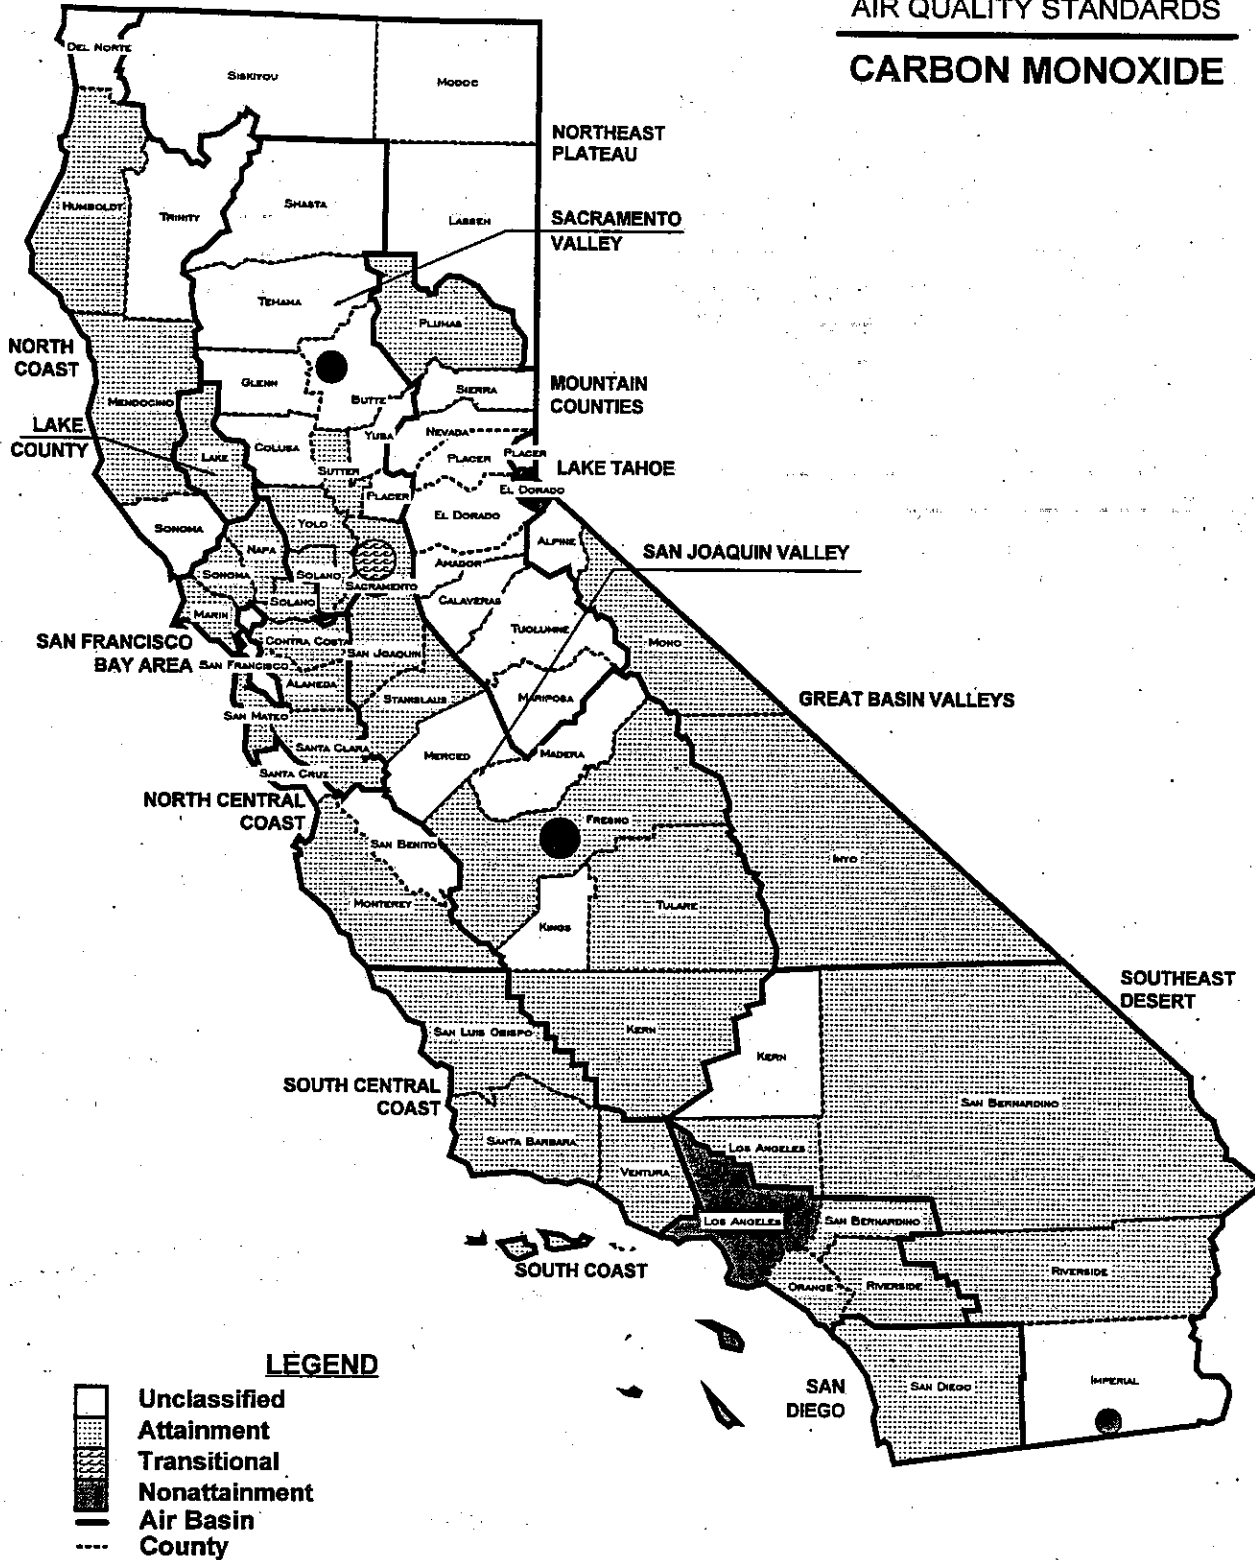 AIR QUALITY STANDARDS
CARBON MONOXIDE
DEL NORTE
SISKIYOU
MODOC
NORTHEAST
PLATEAU
HUMBOLDT
TRINITY
SHASTA
LASSEN
SACRAMENTO
VALLEY
TEHAMA
PLUMAS
NORTH
COAST
GLENN
BUTTE
SIERRA
MOUNTAIN
COUNTIES
MENDOCINO
LAKE
COUNTY
LAKE
COLUSA
SUTTER
YUBA
NEVADA
PLACER
PLACER
PLACER
LAKE TAHOE
EL DORADO
EL DORADO
SONOMA
YOLO
NAPA
ALPINE
SAN JOAQUIN VALLEY
SONOMA
SOLANO
SOLANO
SACRAMENTO
AMADOR
CALAVERAS
MARIN
TUOLUMNE
MONO
SAN FRANCISCO
BAY AREA
CONTRA COSTA
SAN JOAQUIN
SAN FRANCISCO
ALAMEDA
STANISLAUS
MARIPOSA
GREAT BASIN VALLEYS
SAN MATEO
SANTA CLARA
MERCED
MADERA
SANTA CRUZ
NORTH CENTRAL
COAST
SAN BENITO
FRESNO
INYO
MONTEREY
KINGS
TULARE
SOUTHEAST
DESERT
SAN LUIS OBISPO
KERN
KERN
SOUTH CENTRAL
COAST
SAN BERNARDINO
SANTA BARBARA
VENTURA
LOS ANGELES
LOS ANGELES
SAN BERNARDINO
SOUTH COAST
ORANGE
RIVERSIDE
RIVERSIDE
SAN
DIEGO
SAN DIEGO
IMPERIAL
LEGEND
Unclassified
Attainment
Transitional
Nonattainment
Air Basin
County